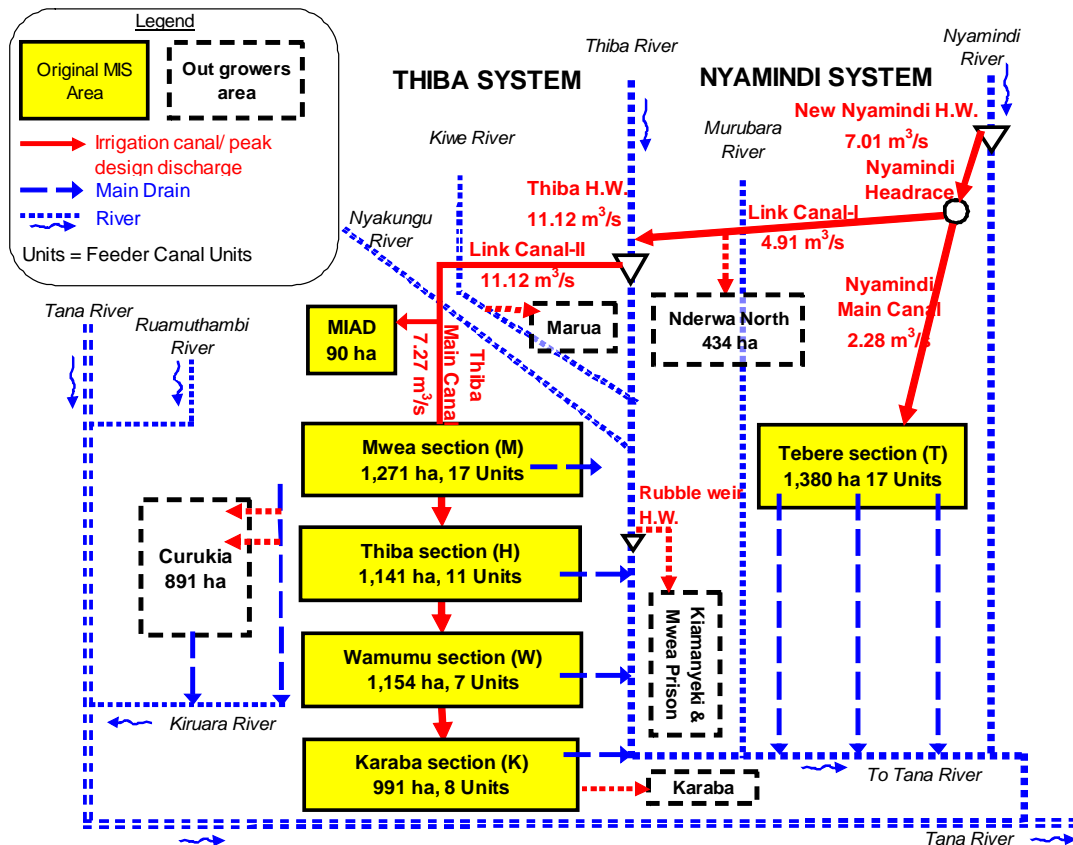 Legend
Original MIS
Area
Out growers
area
Irrigation canal/ peak
design discharge
Main Drain
River
Units = Feeder Canal Units
THIBA SYSTEM
NYAMINDI SYSTEM
Thiba River
Nyamindi
River
Kiwe River
Murubara
River
Nyakungu
River
New Nyamindi H.W.
7.01 m³/s
Nyamindi
Headrace
Thiba H.W.
11.12 m³/s
Link Canal-I
4.91 m³/s
Link Canal-II
11.12 m³/s
Nyamindi
Main Canal
2.28 m³/s
Tana River
Ruamuthambi
River
MIAD
90 ha
Thiba
Main Canal
7.27 m³/s
Marua
Nderwa North
434 ha
Mwea section (M)
1,271 ha, 17 Units
Tebere section (T)
1,380 ha 17 Units
Rubble weir
H.W.
Curukia
891 ha
Thiba section (H)
1,141 ha, 11 Units
Kiamanyeki &
Mwea Prison
Wamumu section (W)
1,154 ha, 7 Units
Kiruara River
Karaba section (K)
991 ha, 8 Units
Karaba
To Tana River
Tana River